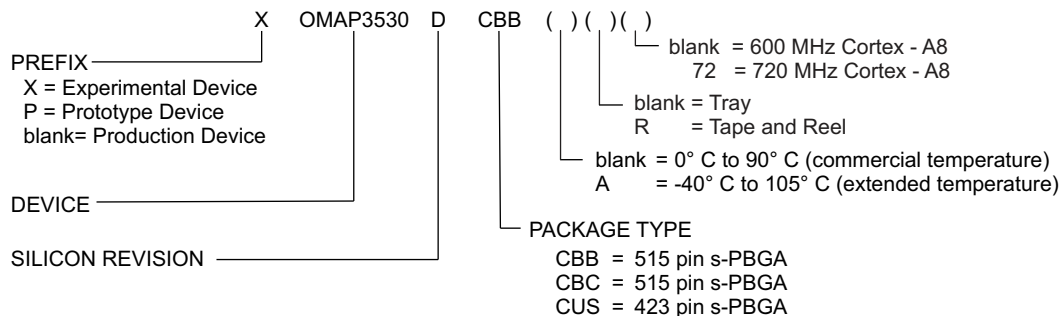 X OMAP3530 D CBB ( ) ( ) ( )
PREFIX
X = Experimental Device
P = Prototype Device
blank= Production Device
DEVICE
SILICON REVISION
blank = 600 MHz Cortex - A8
72 = 720 MHz Cortex - A8
blank = Tray
R = Tape and Reel
blank = 0° C to 90° C (commercial temperature)
A = -40° C to 105° C (extended temperature)
PACKAGE TYPE
CBB = 515 pin s-PBGA
CBC = 515 pin s-PBGA
CUS = 423 pin s-PBGA